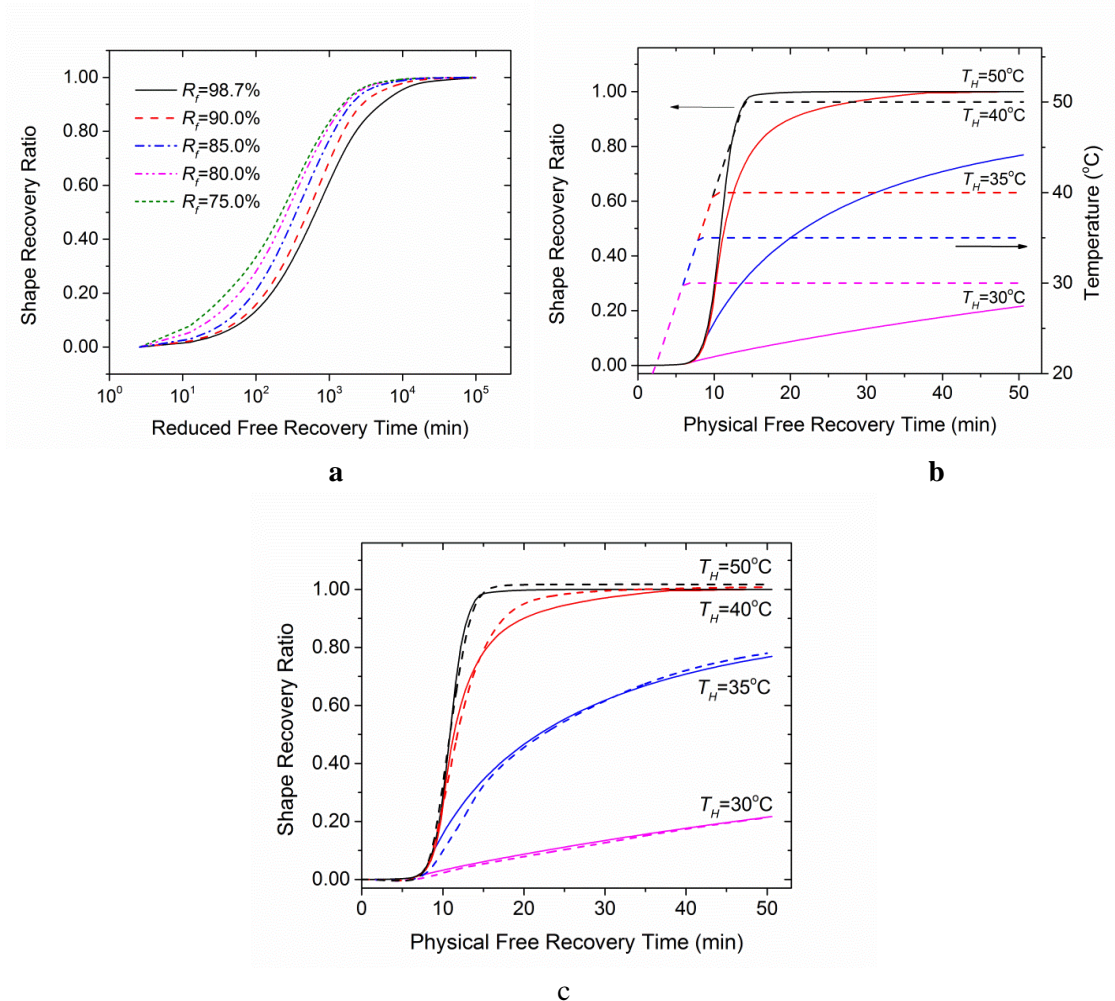 1.00
0.80
0.60
0.40
0.20
0.00
Shape Recovery Ratio
R_f=98.7%
R_f=90.0%
R_f=85.0%
R_f=80.0%
R_f=75.0%
10^0 10^1 10^2 10^3 10^4 10^5
Reduced Free Recovery Time (min)
a
1.00
0.80
0.60
0.40
0.20
0.00
Shape Recovery Ratio
T_H=50°C
T_H=40°C
T_H=35°C
T_H=30°C
50
40
30
20
Temperature (°C)
0 10 20 30 40 50
Physical Free Recovery Time (min)
b
1.00
0.80
0.60
0.40
0.20
0.00
Shape Recovery Ratio
T_H=50°C
T_H=40°C
T_H=35°C
T_H=30°C
0 10 20 30 40 50
Physical Free Recovery Time (min)
c